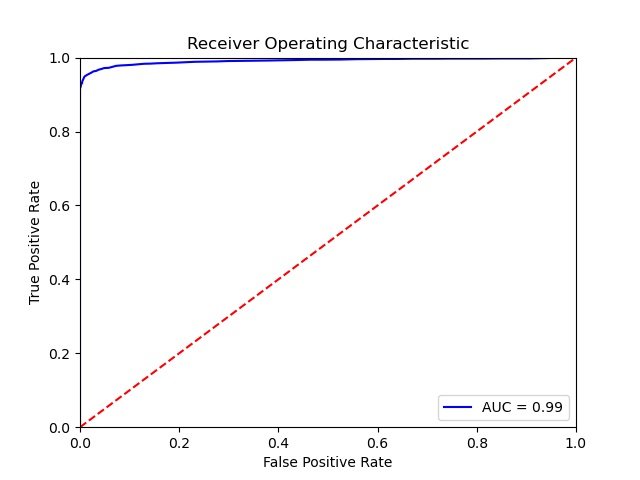 Receiver Operating Characteristic
True Positive Rate
1.0
0.8
0.6
0.4
0.2
0.0
AUC = 0.99
0.0 0.2 0.4 0.6 0.8 1.0
False Positive Rate